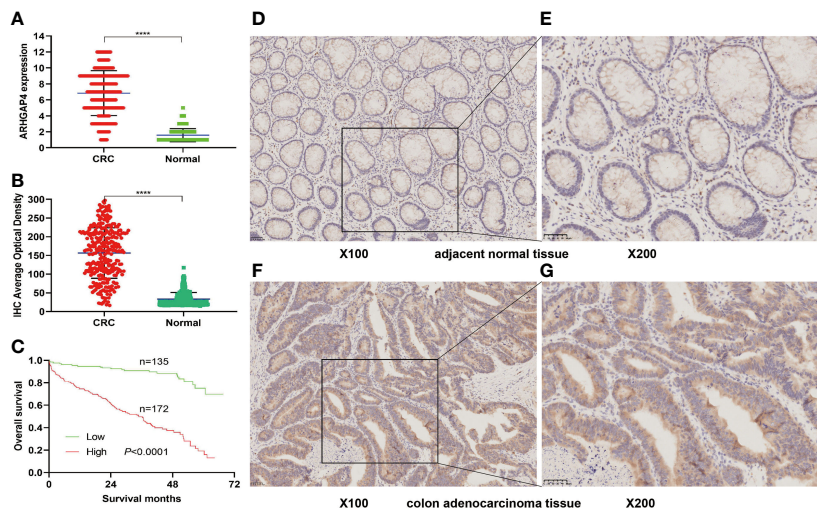 A
ARHGAP4 expression
14
12
10
8
6
4
2
0
****
CRC
Normal
B
IHC Average Optical Density
300
250
200
150
100
50
0
****
CRC
Normal
C
Overall survival
1.0
0.8
0.6
0.4
0.2
0.0
n=135
n=172
Low
High
P<0.0001
0
24
48
72
Survival months
D
E
X100
adjacent normal tissue
X200
F
G
X100
colon adenocarcinoma tissue
X200